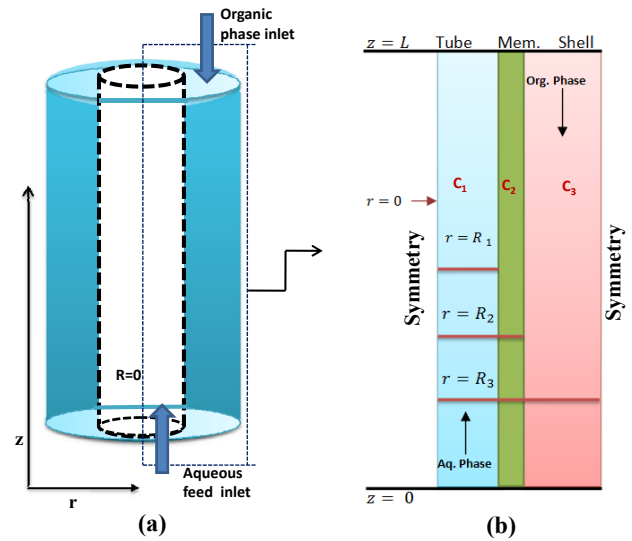 Organic
phase inlet
R=0
z
Aqueous
feed inlet
r
(a)
z = L Tube Mem. Shell
Org. Phase
C₁ C₂ C₃
r = 0
r = R₁
Symmetry
Symmetry
r = R₂
r = R₃
Aq. Phase
z = 0
(b)